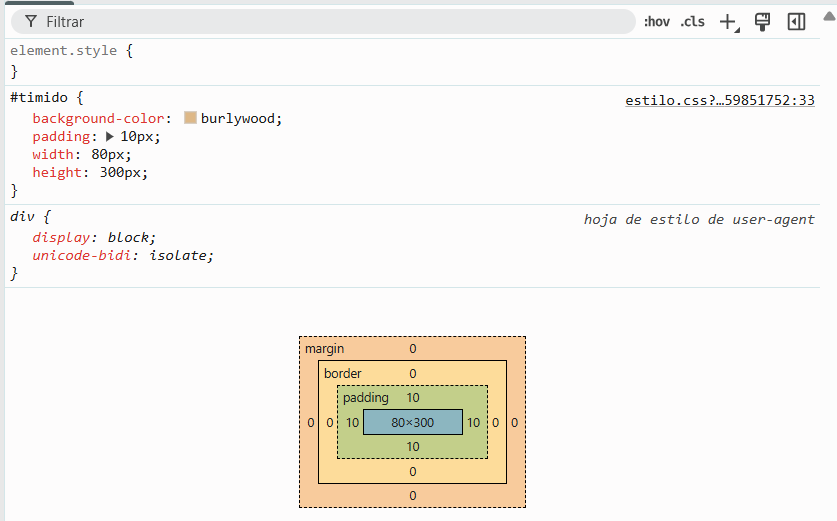 Filtrar :hov .cls
element.style {
}
#timido { estilo.css?…59851752:33
background-color: burlywood;
padding: 10px;
width: 80px;
height: 300px;
}
div { hoja de estilo de user-agent
display: block;
unicode-bidi: isolate;
}
margin 0
border 0
padding 10
0 0 10 80×300 10 0 0
10
0
0